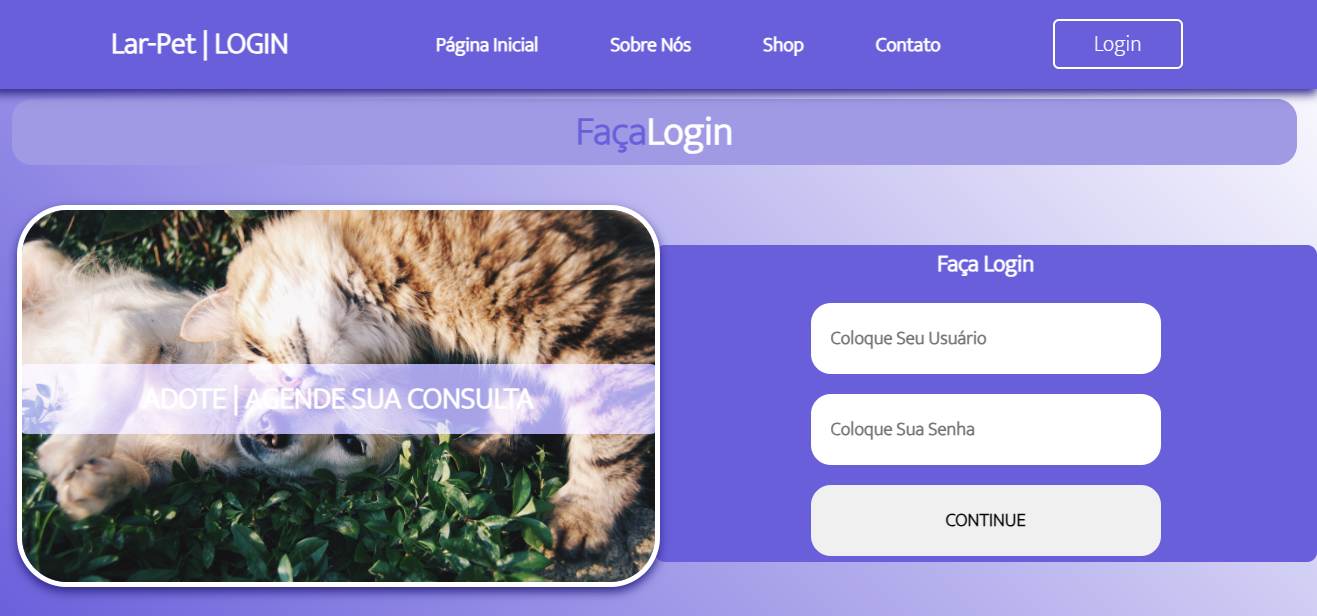 Lar-Pet | LOGIN
Página Inicial
Sobre Nós
Shop
Contato
Login
FaçaLogin
ADOTE | AGENDE SUA CONSULTA
Faça Login
Coloque Seu Usuário
Coloque Sua Senha
CONTINUE